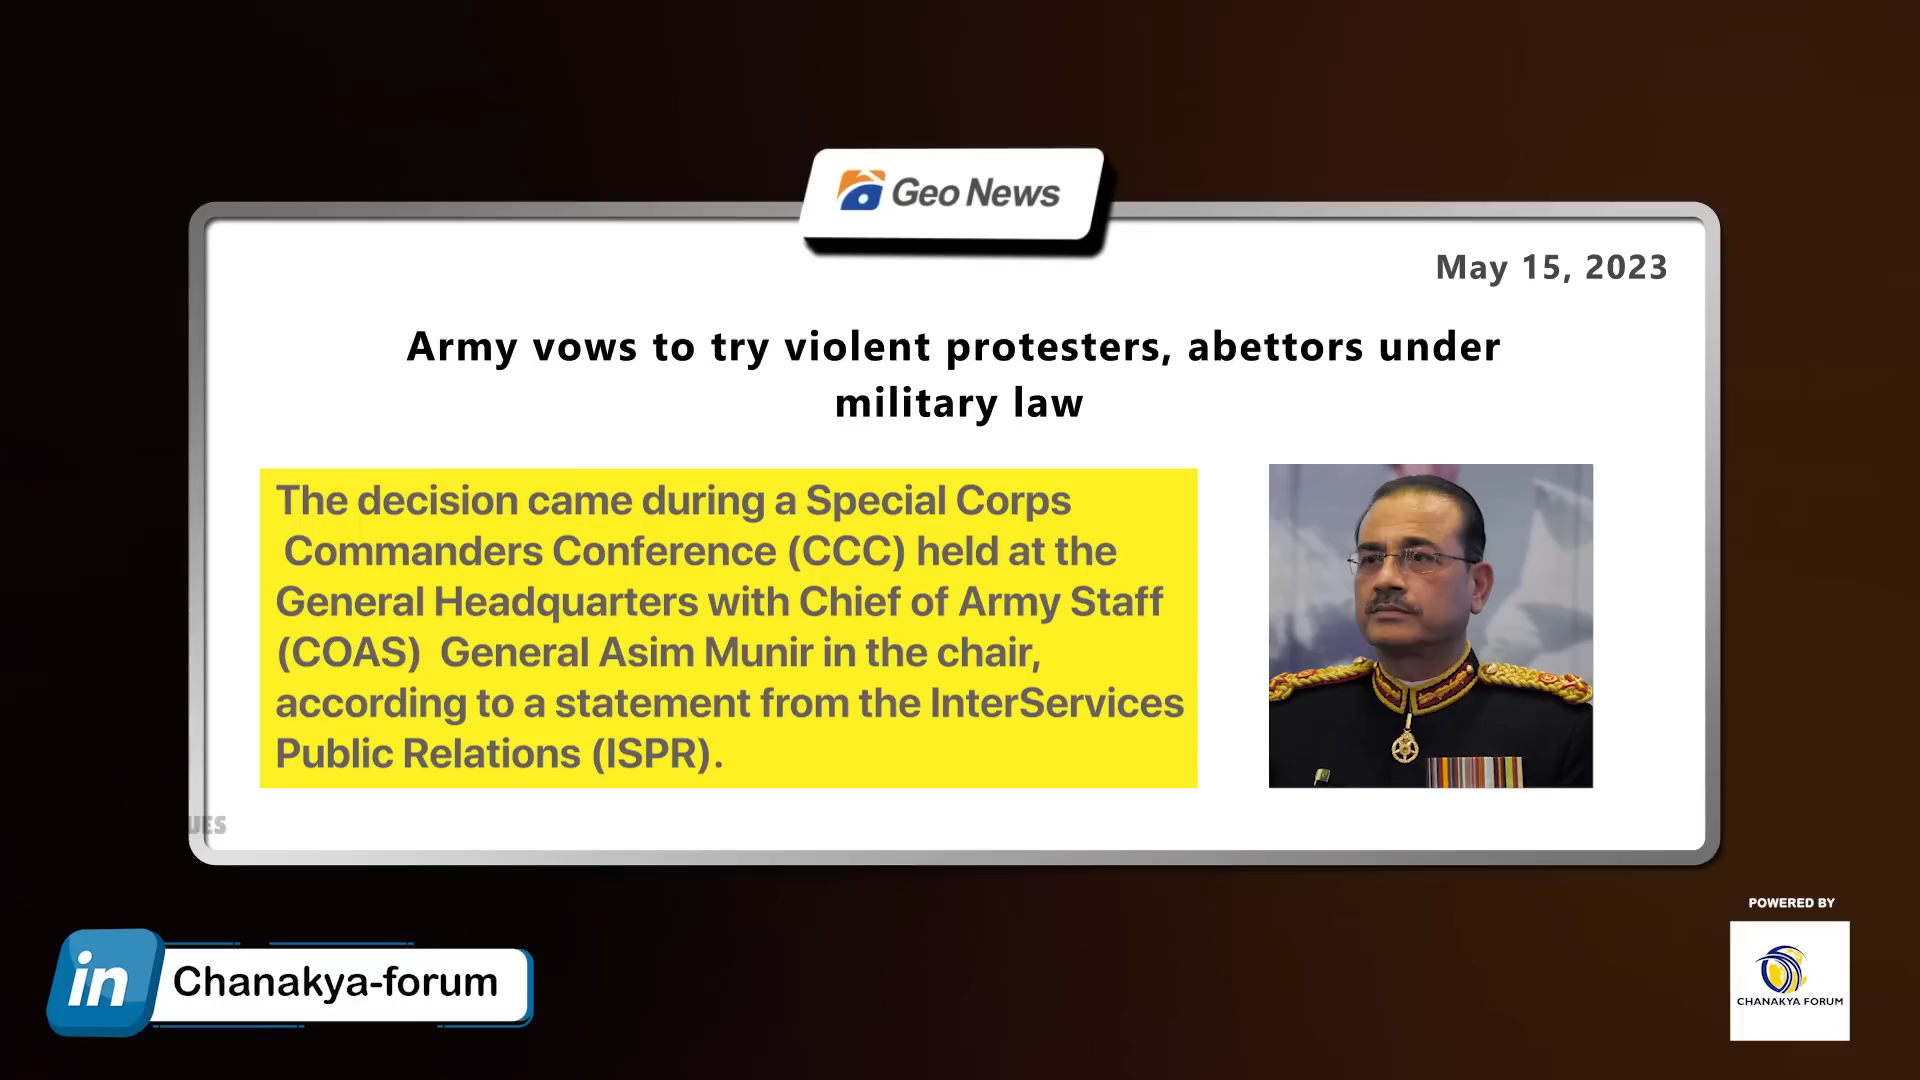 Geo News
May 15, 2023
Army vows to try violent protesters, abettors under
military law
The decision came during a Special Corps
Commanders Conference (CCC) held at the
General Headquarters with Chief of Army Staff
(COAS) General Asim Munir in the chair,
according to a statement from the InterServices
Public Relations (ISPR).
UES
in
Chanakya-forum
POWERED BY
CHANAKYA FORUM